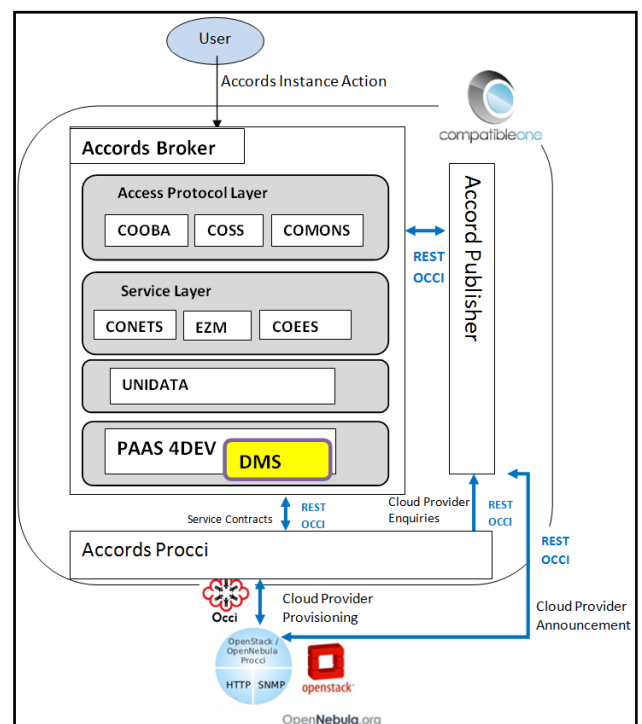 User
Accords Instance Action
compatibleone
Accords Broker
Access Protocol Layer
COOBA
COSS
COMONS
Accord Publisher
REST
OCCI
Service Layer
CONETS
EZM
COEES
UNIDATA
PAAS 4DEV
DMS
Service Contracts
REST
OCCI
Cloud Provider
Enquiries
REST
OCCI
REST
OCCI
Accords Procci
Occi
Cloud Provider
Provisioning
Cloud Provider
Announcement
OpenStack /
OpenNebula
Procci
HTTP
SNMP
openstack
OpenNebula.org